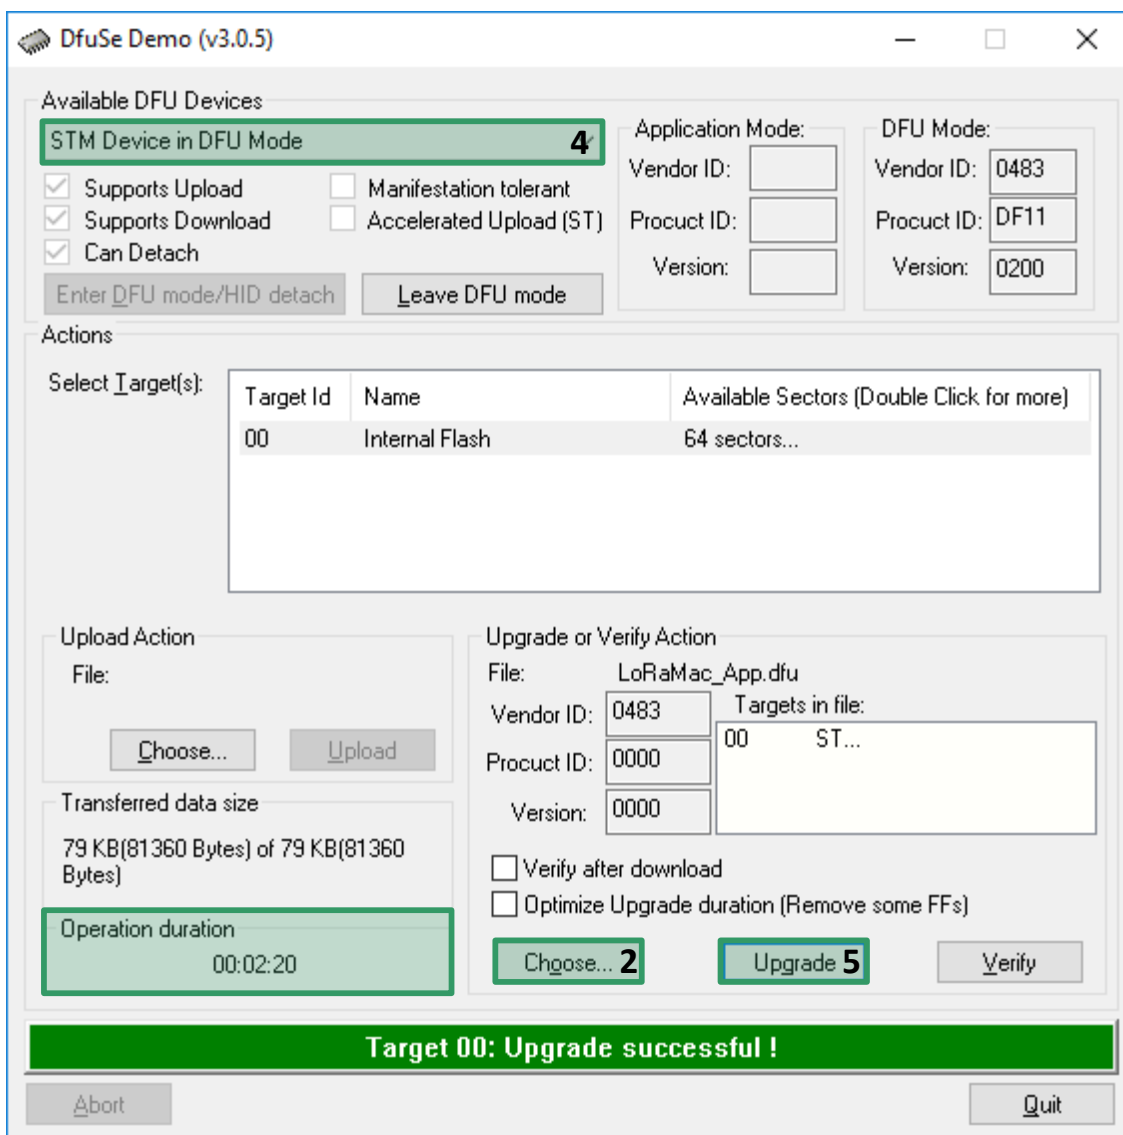 DfuSe Demo (v3.0.5)
Available DFU Devices
STM Device in DFU Mode 4
Supports Upload
Manifestation tolerant
Supports Download
Accelerated Upload (ST)
Can Detach
Enter DFU mode/HID detach
Leave DFU mode
Application Mode:
Vendor ID:
Procuct ID:
Version:
DFU Mode:
Vendor ID: 0483
Procuct ID: DF11
Version: 0200
Actions
Select Target(s):
Target Id Name Available Sectors (Double Click for more)
00 Internal Flash 64 sectors...
Upload Action
File:
Choose... Upload
Transferred data size
79 KB(81360 Bytes) of 79 KB(81360
Bytes)
Operation duration
00:02:20
Upgrade or Verify Action
File: LoRaMac_App.dfu
Vendor ID: 0483
Procuct ID: 0000
Version: 0000
Targets in file:
00 ST...
Verify after download
Optimize Upgrade duration (Remove some FFs)
Choose... 2 Upgrade 5 Verify
Target 00: Upgrade successful !
Abort Quit